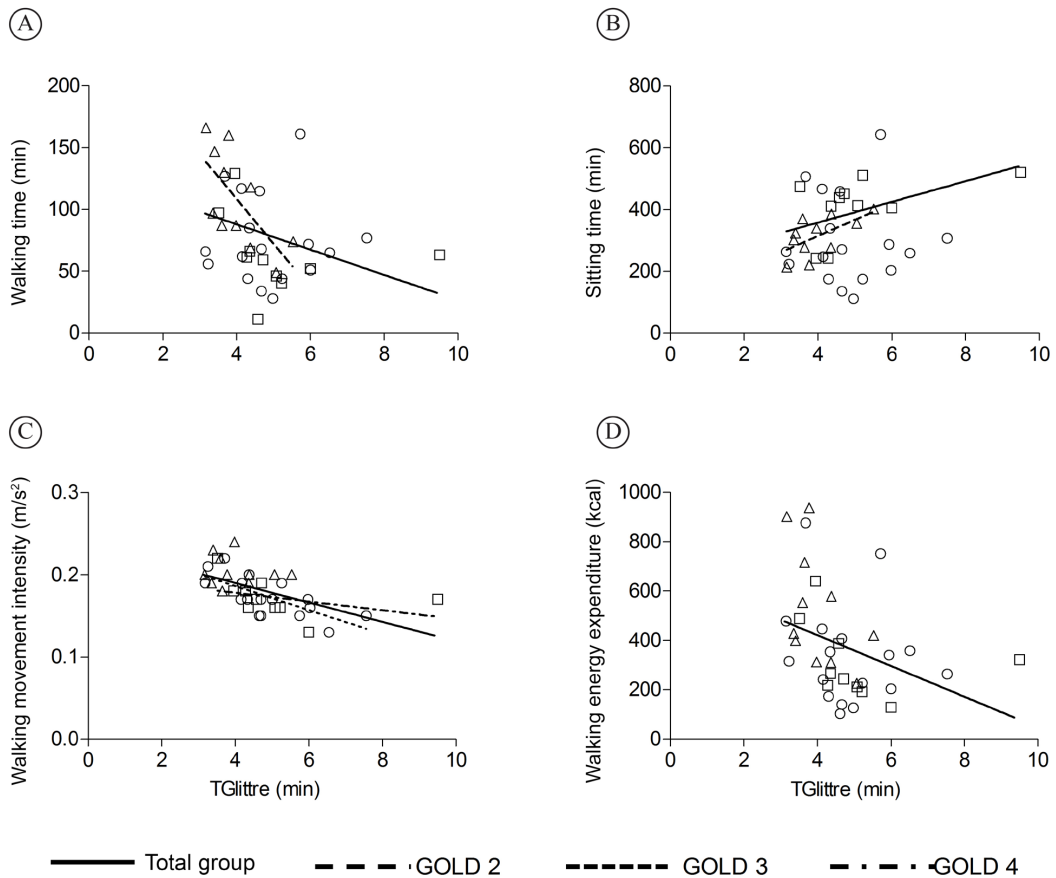 A
B
Walking time (min)
200
150
100
50
0
0 2 4 6 8 10
Sitting time (min)
800
600
400
200
0
0 2 4 6 8 10
C
D
Walking movement intensity (m/s²)
0.3
0.2
0.1
0.0
0 2 4 6 8 10
TGlittre (min)
Walking energy expenditure (kcal)
1000
800
600
400
200
0
0 2 4 6 8 10
TGlittre (min)
Total group GOLD 2 GOLD 3 GOLD 4